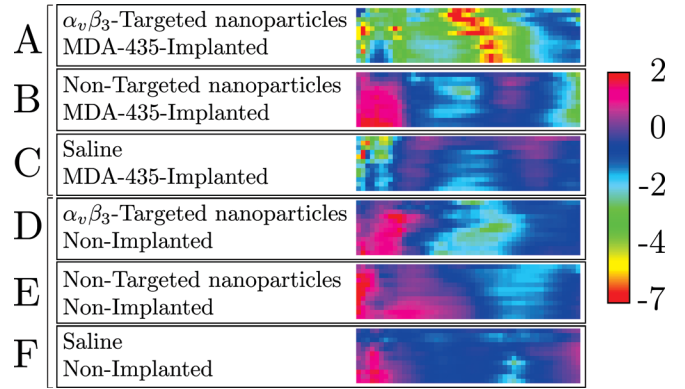 A
αvβ3-Targeted nanoparticles
MDA-435-Implanted
B
Non-Targeted nanoparticles
MDA-435-Implanted
C
Saline
MDA-435-Implanted
D
αvβ3-Targeted nanoparticles
Non-Implanted
E
Non-Targeted nanoparticles
Non-Implanted
F
Saline
Non-Implanted
2
0
-2
-4
-7